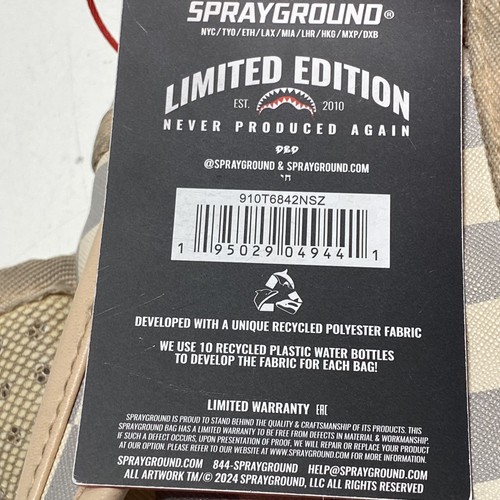 SPRAYGROUND®
NYC/TYO/ETH/LAX/MIA/LHR/HKG/MXP/DXB
LIMITED EDITION
EST. 2010
NEVER PRODUCED AGAIN
@SPRAYGROUND & SPRAYGROUND.COM
910T6842NSZ
1 95029 04944 1
DEVELOPED WITH A UNIQUE RECYCLED POLYESTER FABRIC
WE USE 10 RECYCLED PLASTIC WATER BOTTLES
TO DEVELOP THE FABRIC FOR EACH BAG!
LIMITED WARRANTY EAC
SPRAYGROUND IS PROUD TO STAND BEHIND THE QUALITY & CRAFTSMANSHIP OF ITS PRODUCTS. THIS
SPRAYGROUND BAG HAS A LIMITED WARRANTY TO BE FREE FROM DEFECTS IN MATERIAL & WORKMANSHIP.
IF SUCH A DEFECT OCCURS, UPON PRESENTATION OF PROOF, WE WILL REPAIR OR REPLACE YOUR PRODUCT
AT OUR OPTION. PLEASE REFER TO OUR WEBSITE AT WWW.SPRAYGROUND.COM FOR MORE INFORMATION.
SPRAYGROUND.COM 844-SPRAYGROUND HELP@SPRAYGROUND.COM
ALL ARTWORK TM/© 2024 SPRAYGROUND, LLC ALL RIGHTS RESERVED